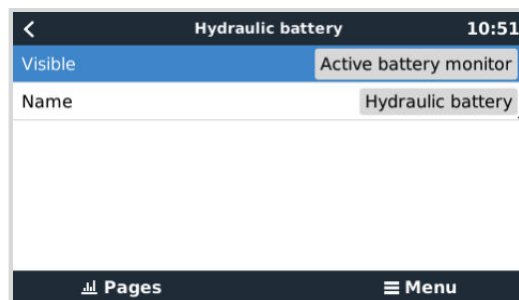 Hydraulic battery 10:51
Visible Active battery monitor
Name Hydraulic battery
Pages Menu